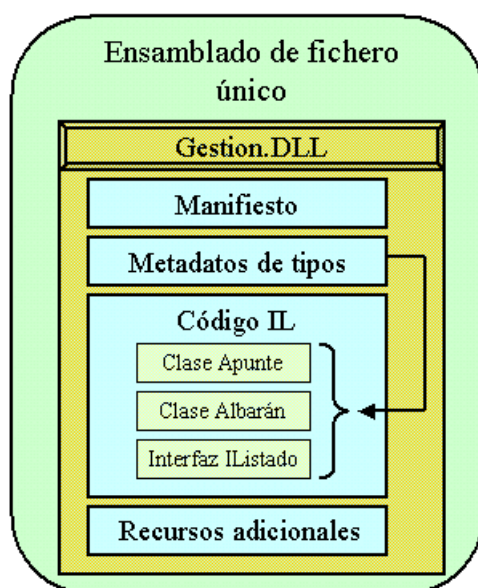 Ensamblado de fichero
único
Gestion.DLL
Manifiesto
Metadatos de tipos
Código IL
Clase Apunte
Clase Albarán
Interfaz IListado
Recursos adicionales